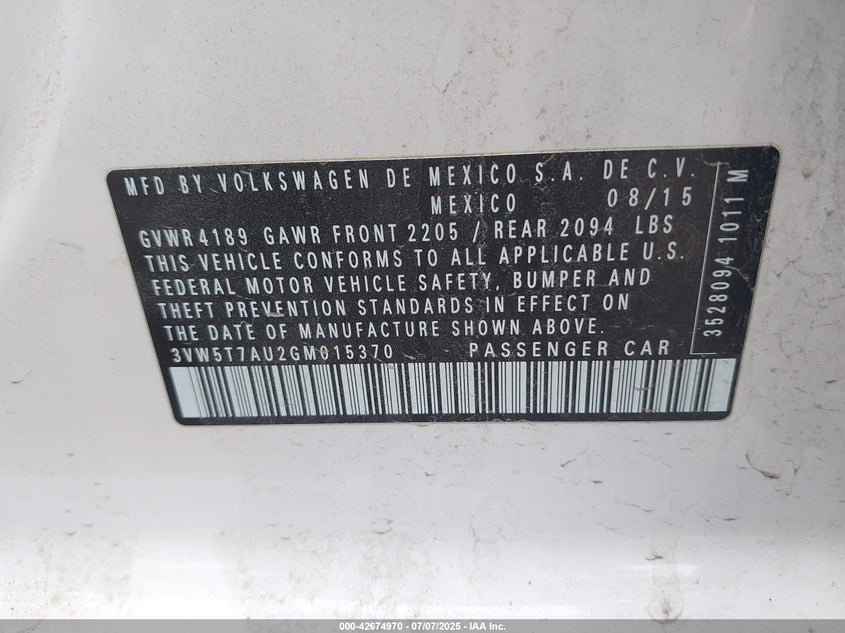 MFD BY VOLKSWAGEN DE MEXICO S.A. DE C.V.
MEXICO 08/15
GVWR 4189 GAWR FRONT 2205 / REAR 2094 LBS
THIS VEHICLE CONFORMS TO ALL APPLICABLE U.S.
FEDERAL MOTOR VEHICLE SAFETY, BUMPER AND
THEFT PREVENTION STANDARDS IN EFFECT ON
THE DATE OF MANUFACTURE SHOWN ABOVE.
3VW5T7AU2GM015370 PASSENGER CAR
3528094 1011 M
000-42674970 - 07/07/2025 - IAA Inc.